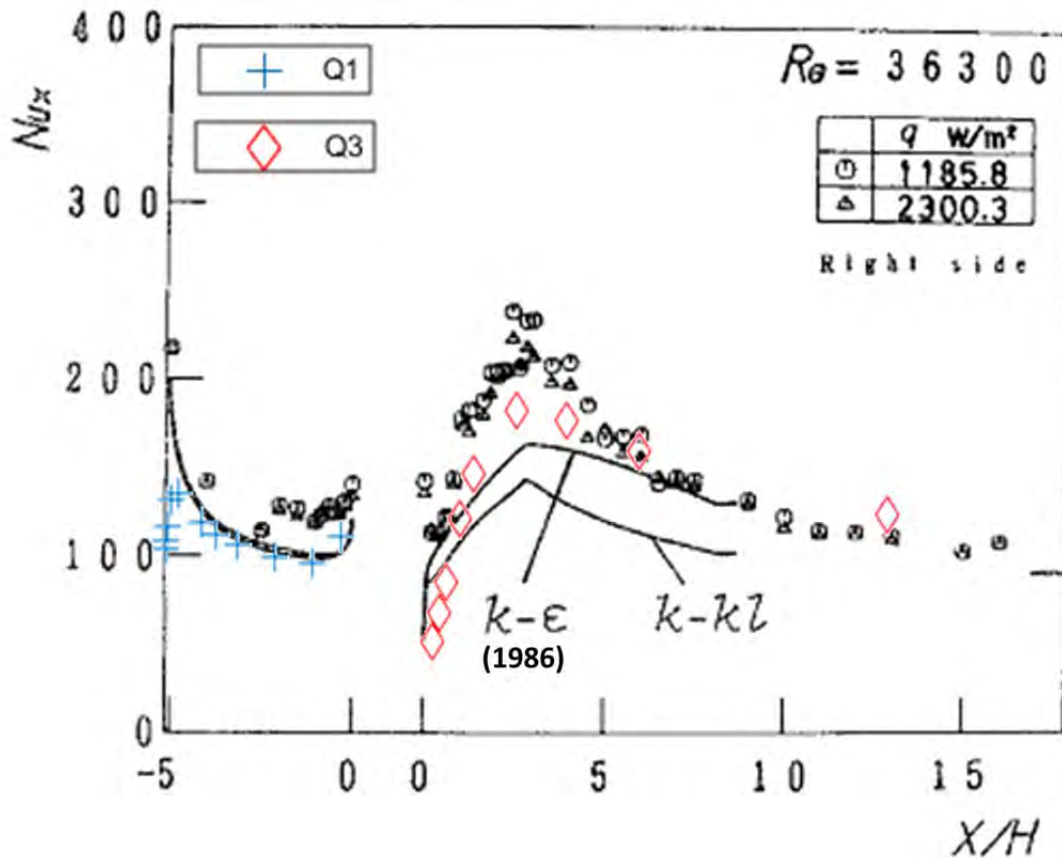 400
300
200
100
0
Nux
Q1
Q3
Re = 36300
q W/m²
1185.8
2300.3
Right side
k-ε
(1986)
k-kl
-5 0 0 5 10 15
X/H